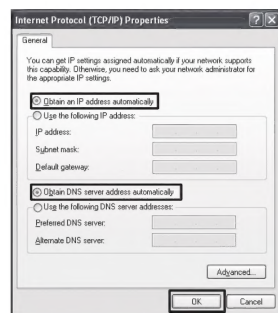 Internet Protocol (TCP/IP) Properties
General
You can get IP settings assigned automatically if your network supports
this capability. Otherwise, you need to ask your network administrator for
the appropriate IP settings.
Obtain an IP address automatically
Use the following IP address:
IP address:
Subnet mask:
Default gateway:
Obtain DNS server address automatically
Use the following DNS server addresses:
Preferred DNS server:
Alternate DNS server:
Advanced...
OK
Cancel